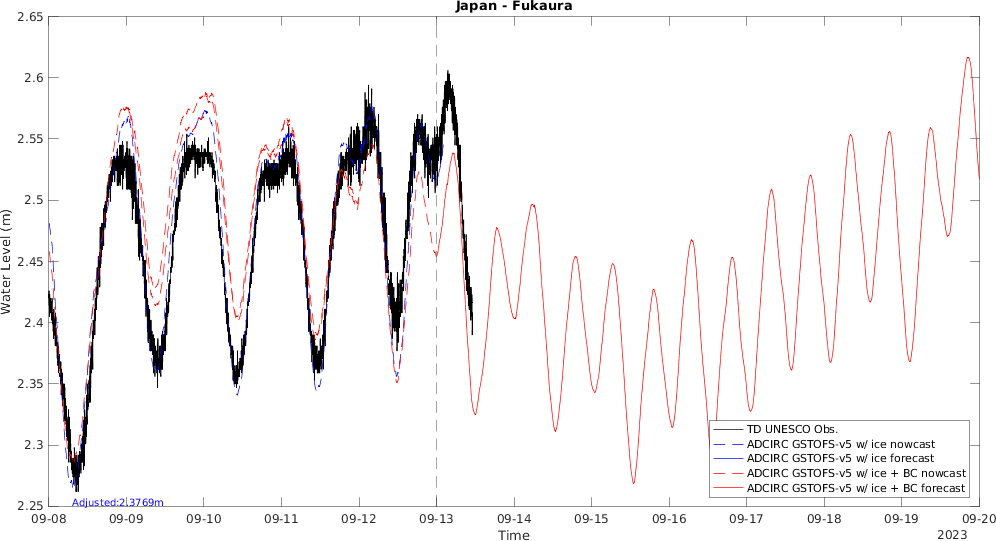 Japan - Fukaura
2.65
2.6
2.55
2.5
2.45
2.4
2.35
2.3
2.25
Water Level (m)
TD UNESCO Obs.
ADCIRC GSTOFS-v5 w/ ice nowcast
ADCIRC GSTOFS-v5 w/ ice forecast
ADCIRC GSTOFS-v5 w/ ice + BC nowcast
ADCIRC GSTOFS-v5 w/ ice + BC forecast
Adjusted:2.3769m
09-08 09-09 09-10 09-11 09-12 09-13 09-14 09-15 09-16 09-17 09-18 09-19 09-20
Time
2023